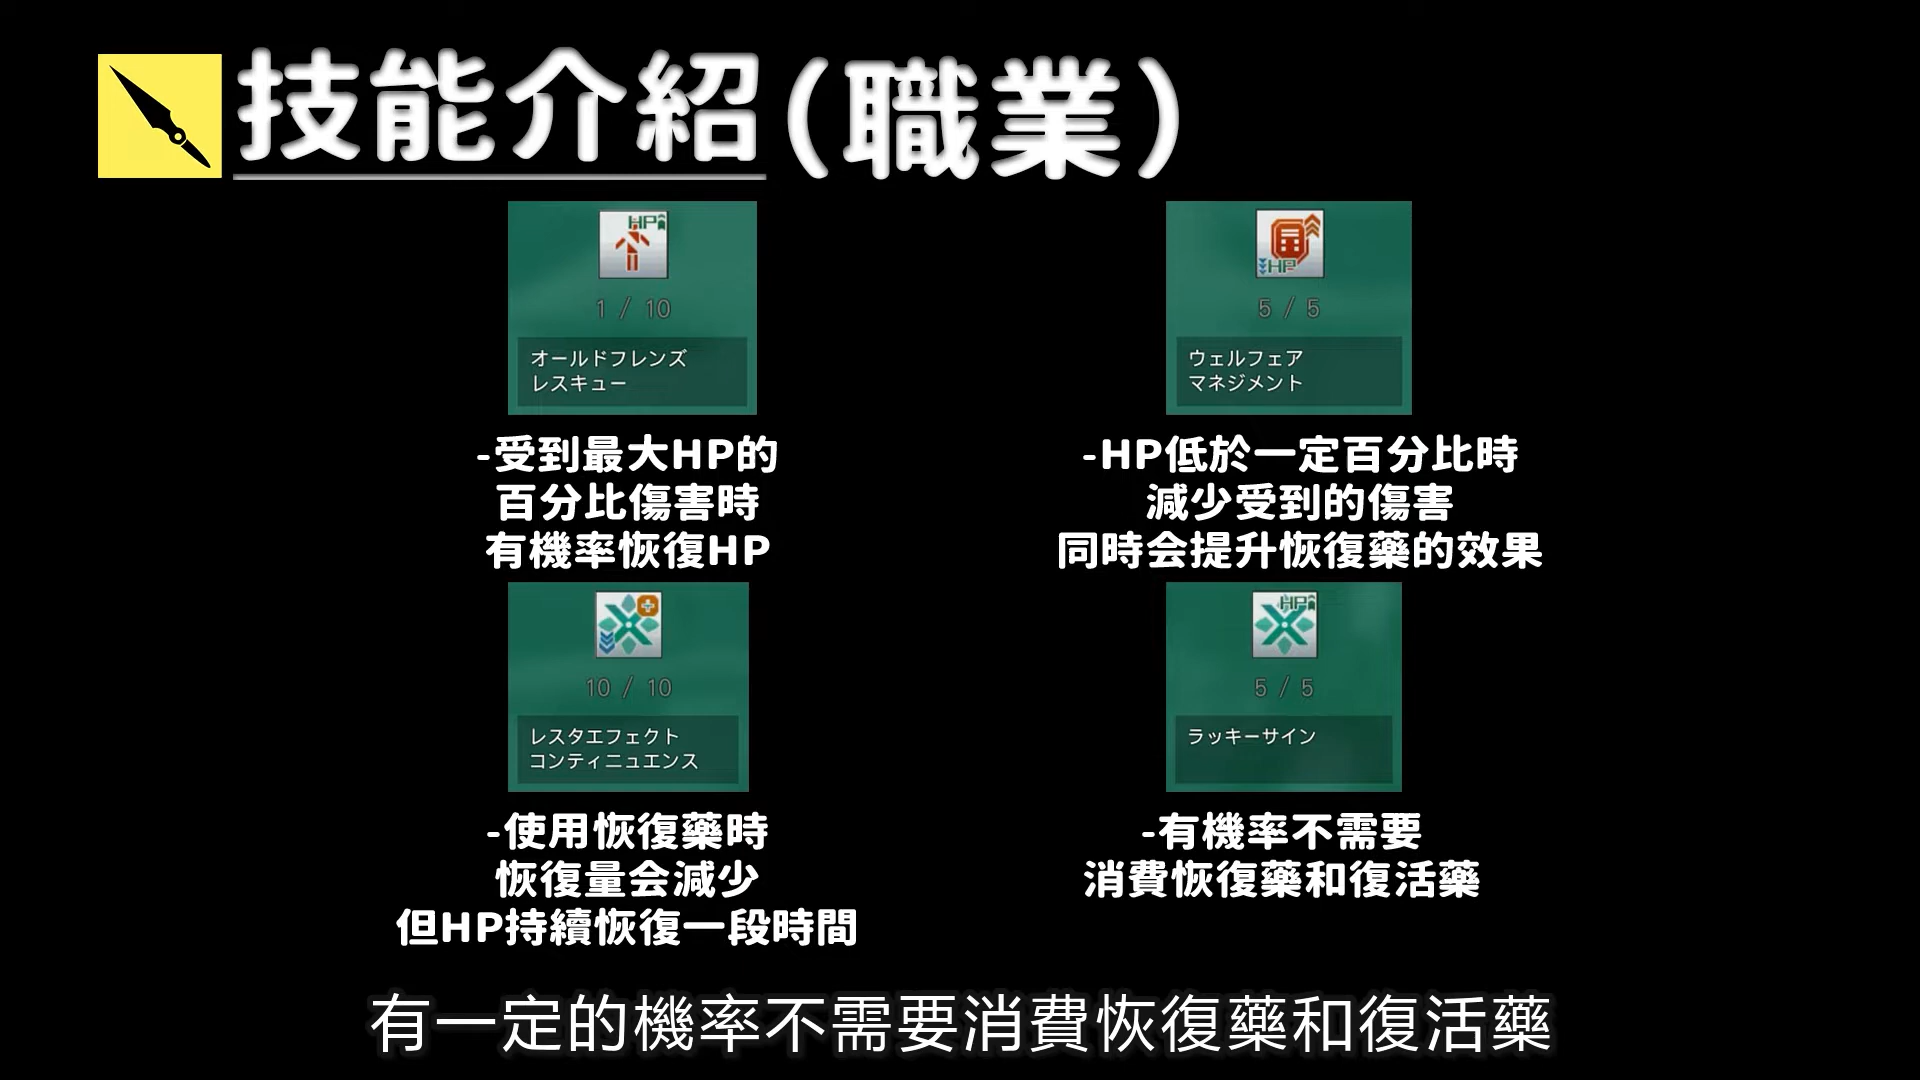 技能介紹(職業)
HP
1 / 10
オールドフレンズ
レスキュー
-受到最大HP的
百分比傷害時
有機率恢復HP
HP
5 / 5
ウェルフェア
マネジメント
-HP低於一定百分比時
減少受到的傷害
同時会提升恢復藥的效果
10 / 10
レスタエフェクト
コンティニュエンス
-使用恢復藥時
恢復量会減少
但HP持續恢復一段時間
HP
5 / 5
ラッキーサイン
-有機率不需要
消費恢復藥和復活藥
有一定的機率不需要消費恢復藥和復活藥